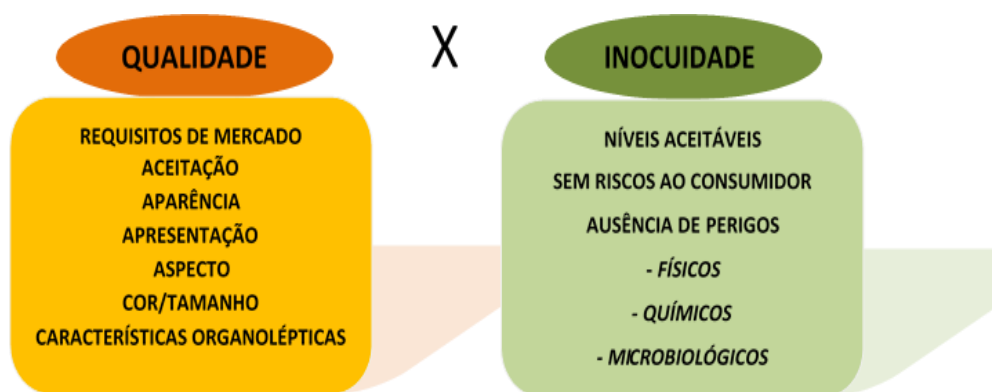 QUALIDADE
X
INOCUIDADE
REQUISITOS DE MERCADO
ACEITAÇÃO
APARÊNCIA
APRESENTAÇÃO
ASPECTO
COR/TAMANHO
CARACTERÍSTICAS ORGANOLÉPTICAS
NÍVEIS ACEITÁVEIS
SEM RISCOS AO CONSUMIDOR
AUSÊNCIA DE PERIGOS
- FÍSICOS
- QUÍMICOS
- MICROBIOLÓGICOS